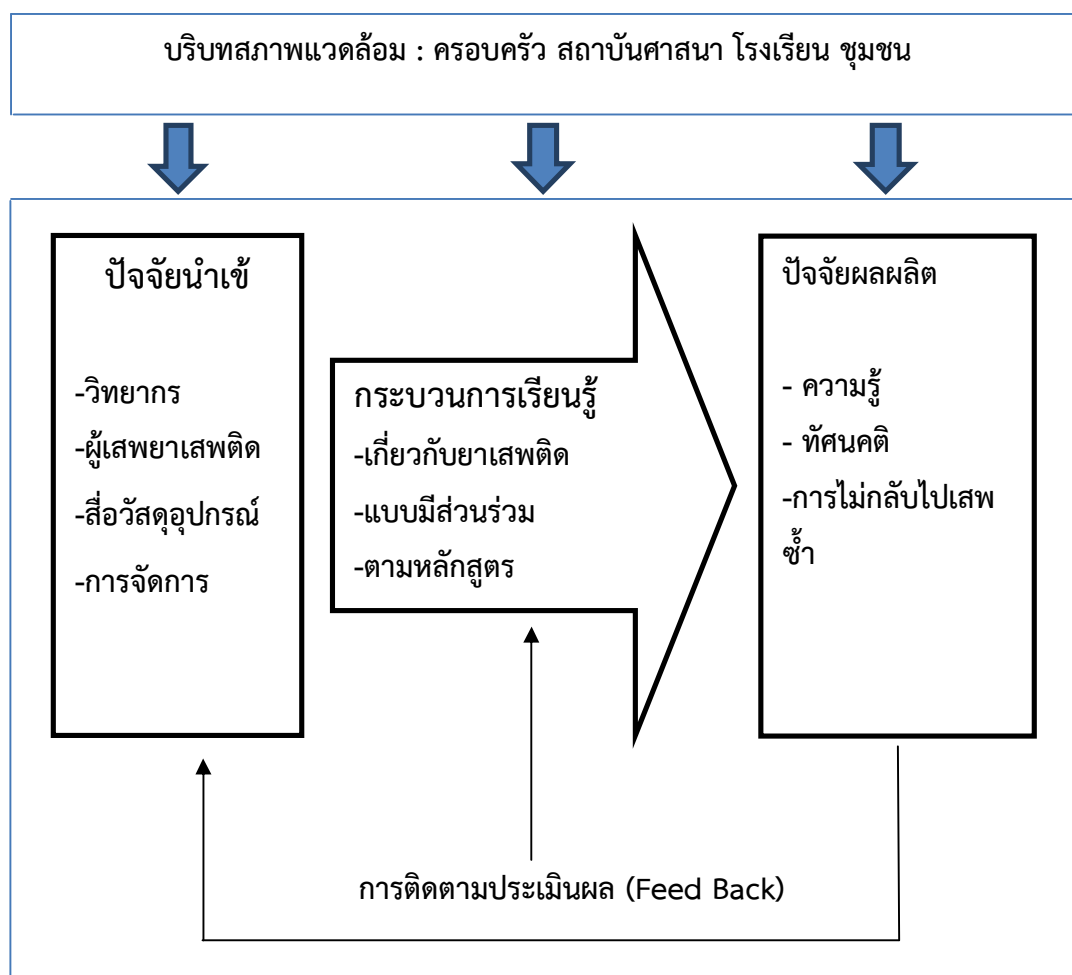 บริบทสภาพแวดล้อม : ครอบครัว สถาบันศาสนา โรงเรียน ชุมชน
ปัจจัยนำเข้
-วิทยากร
-ผู้เสพยาเสพติด
-สื่อวัสดุอุปกรณ์
-การจัดการ
กระบวนการเรียนรู้
-เกี่ยวกับยาเสพติด
-แบบมีส่วนร่วม
-ตามหลักสูตร
ปัจจัยผลผลิต
- ความรู้
- ทัศนคติ
-การไม่กลับไปเสพ
ซ้ำ
การติดตามประเมินผล (Feed Back)